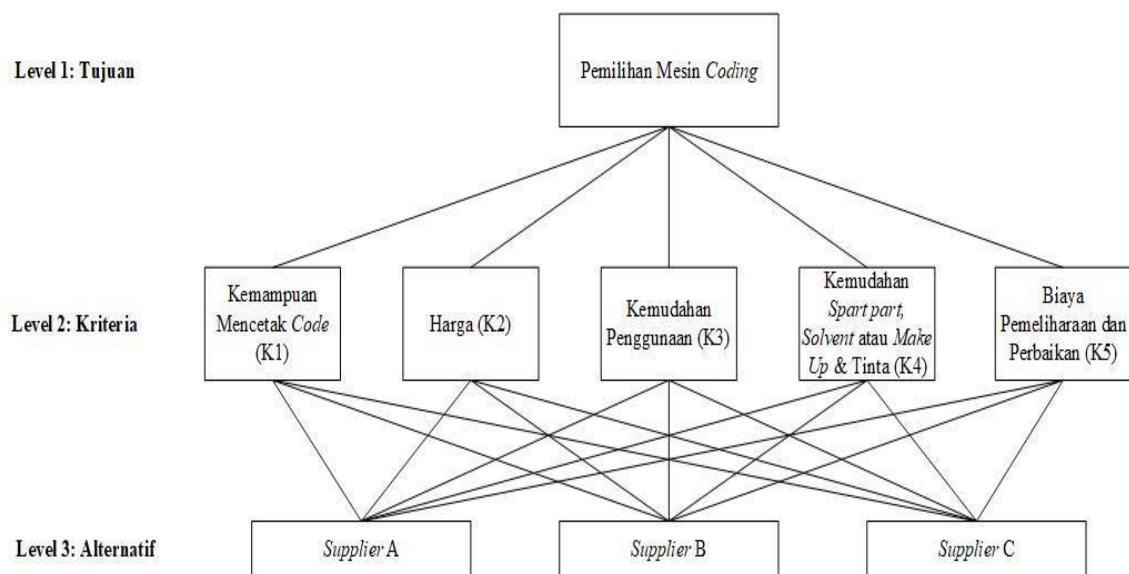 Level 1: Tujuan
Pemilihan Mesin Coding
Level 2: Kriteria
Kemampuan
Mencetak Code
(K1)
Harga (K2)
Kemudahan
Penggunaan (K3)
Kemudahan
Spart part,
Solvent atau Make
Up & Tinta (K4)
Biaya
Pemeliharaan dan
Perbaikan (K5)
Level 3: Alternatif
Supplier A
Supplier B
Supplier C